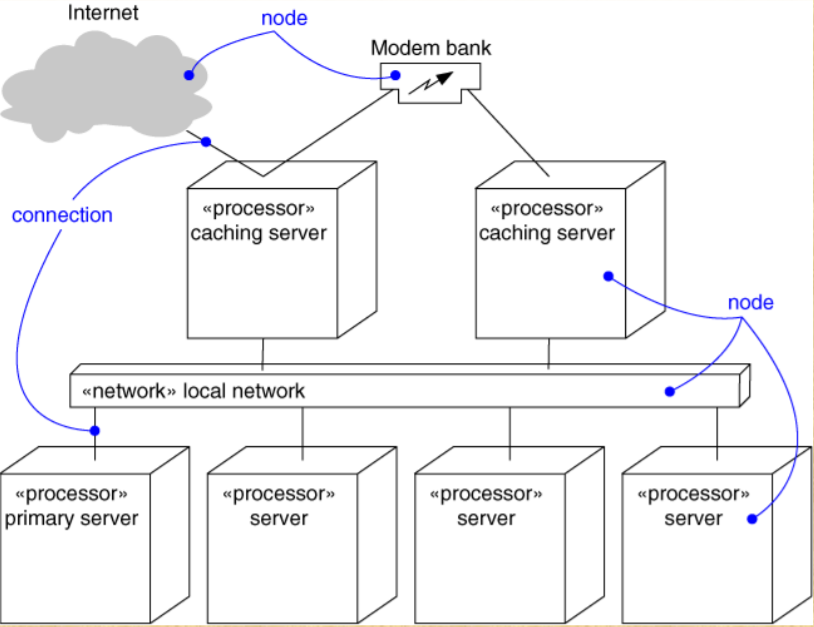 Internet
node
Modem bank
connection
«processor»
caching server
«processor»
caching server
node
«network» local network
«processor»
primary server
«processor»
server
«processor»
server
«processor»
server